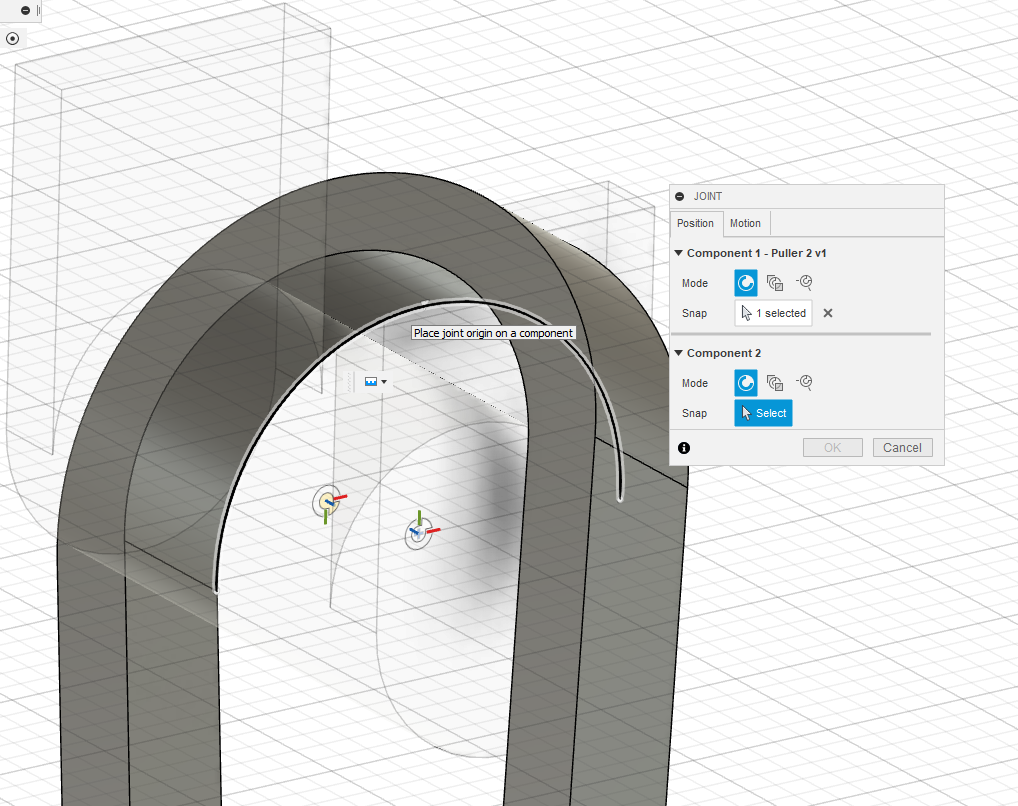 JOINT
Position Motion
Component 1 - Puller 2 v1
Mode
Snap 1 selected
Component 2
Mode
Snap Select
OK Cancel
Place joint origin on a component